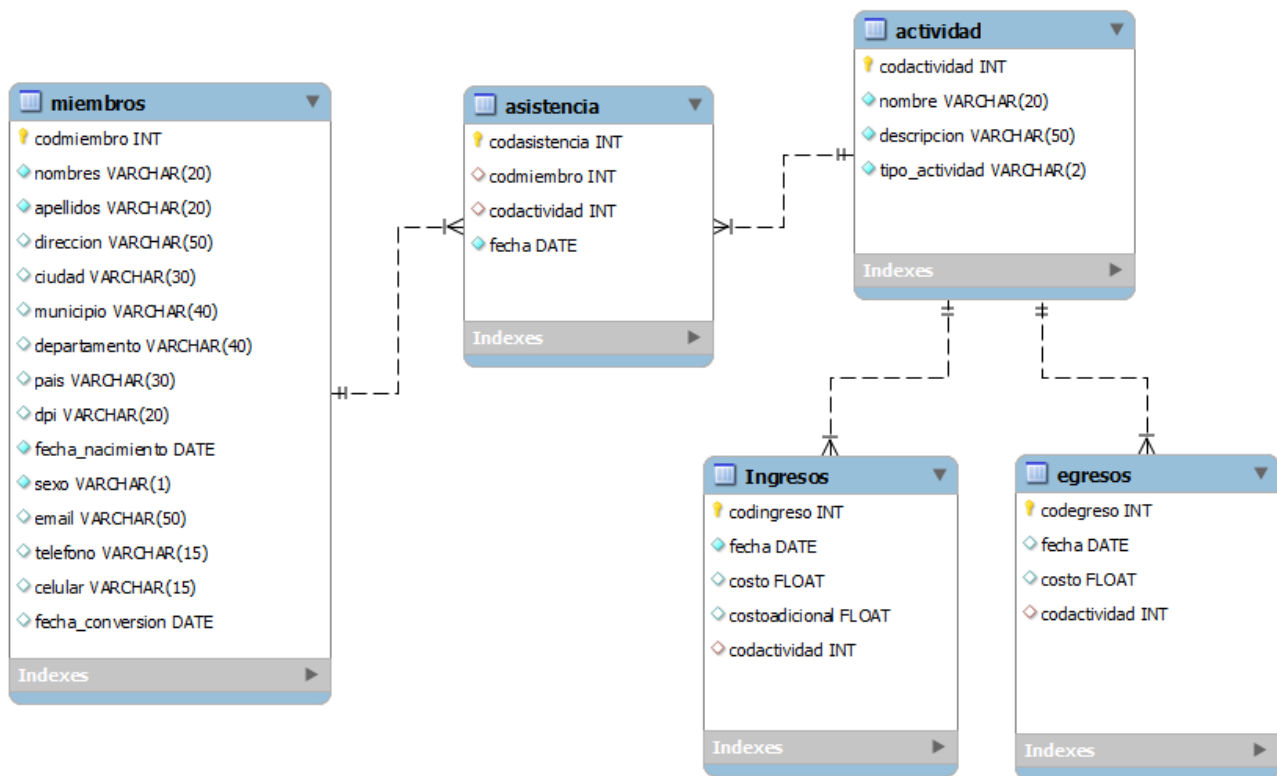 miembros
codmiembro INT
nombres VARCHAR(20)
apellidos VARCHAR(20)
direccion VARCHAR(50)
ciudad VARCHAR(30)
municipio VARCHAR(40)
departamento VARCHAR(40)
pais VARCHAR(30)
dpi VARCHAR(20)
fecha_nacimiento DATE
sexo VARCHAR(1)
email VARCHAR(50)
telefono VARCHAR(15)
celular VARCHAR(15)
fecha_conversion DATE
Indexes
asistencia
codasistencia INT
codmiembro INT
codactividad INT
fecha DATE
Indexes
actividad
codactividad INT
nombre VARCHAR(20)
descripcion VARCHAR(50)
tipo_actividad VARCHAR(2)
Indexes
Ingresos
codingreso INT
fecha DATE
costo FLOAT
costoadicional FLOAT
codactividad INT
Indexes
egresos
codegreso INT
fecha DATE
costo FLOAT
codactividad INT
Indexes